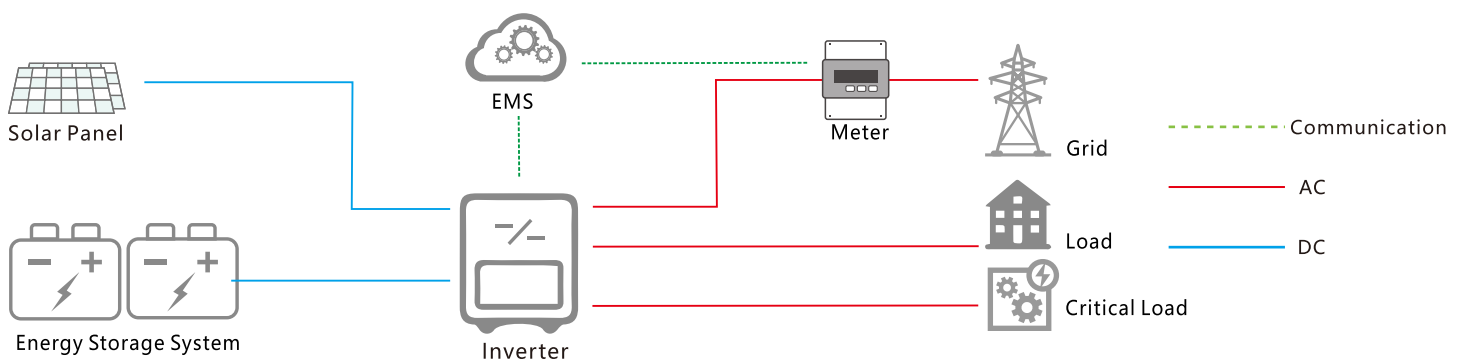 EMS
Solar Panel
Meter
Grid
Communication
AC
Load
DC
Critical Load
Energy Storage System
Inverter